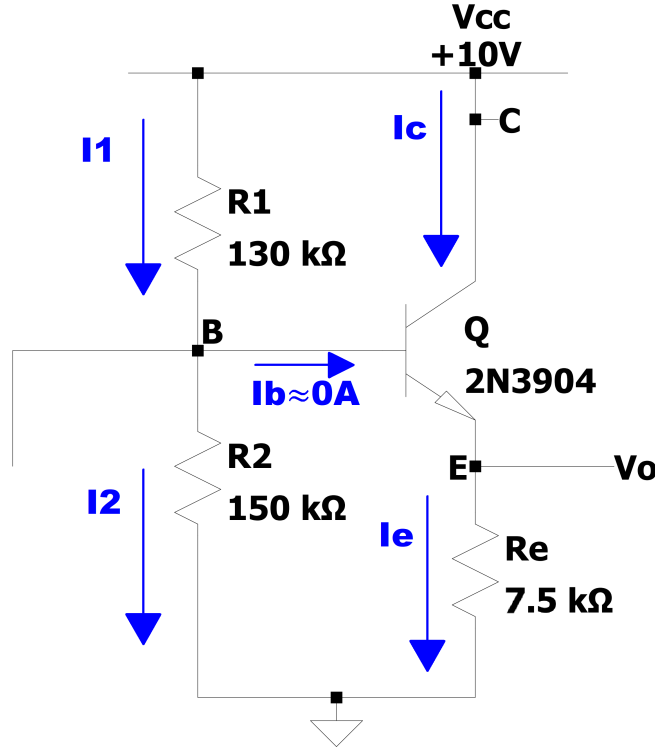 Vcc
+10V
C
I1
Ic
R1
130 kΩ
B
Q
Ib≈0A
2N3904
R2
150 kΩ
E
Vo
I2
Ie
Re
7.5 kΩ